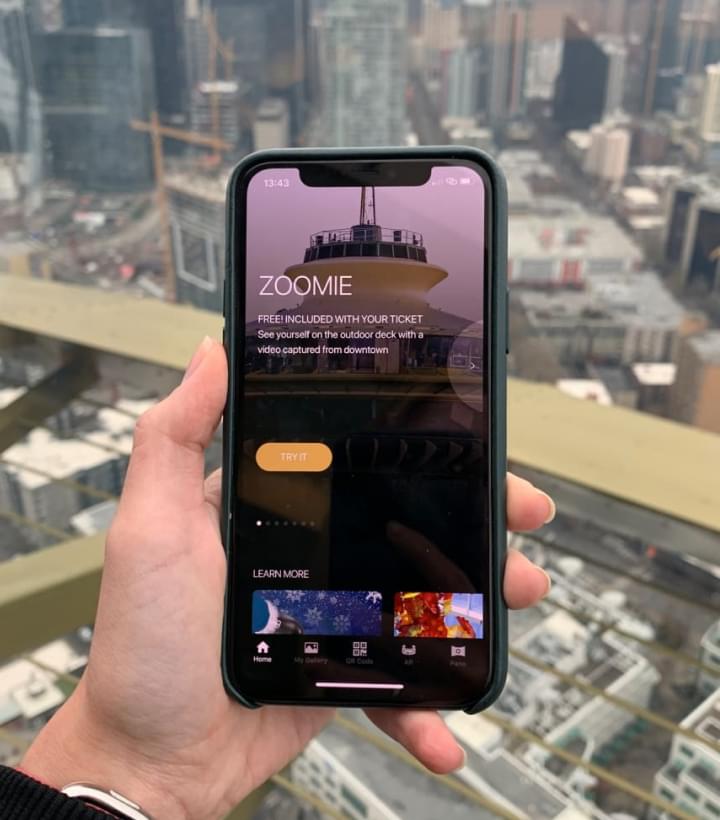 13:43
ZOOMIE
FREE! INCLUDED WITH YOUR TICKET
See yourself on the outdoor deck with a
video captured from downtown
TRY IT
LEARN MORE
Home
My Gallery
QR Code
AR
Pano